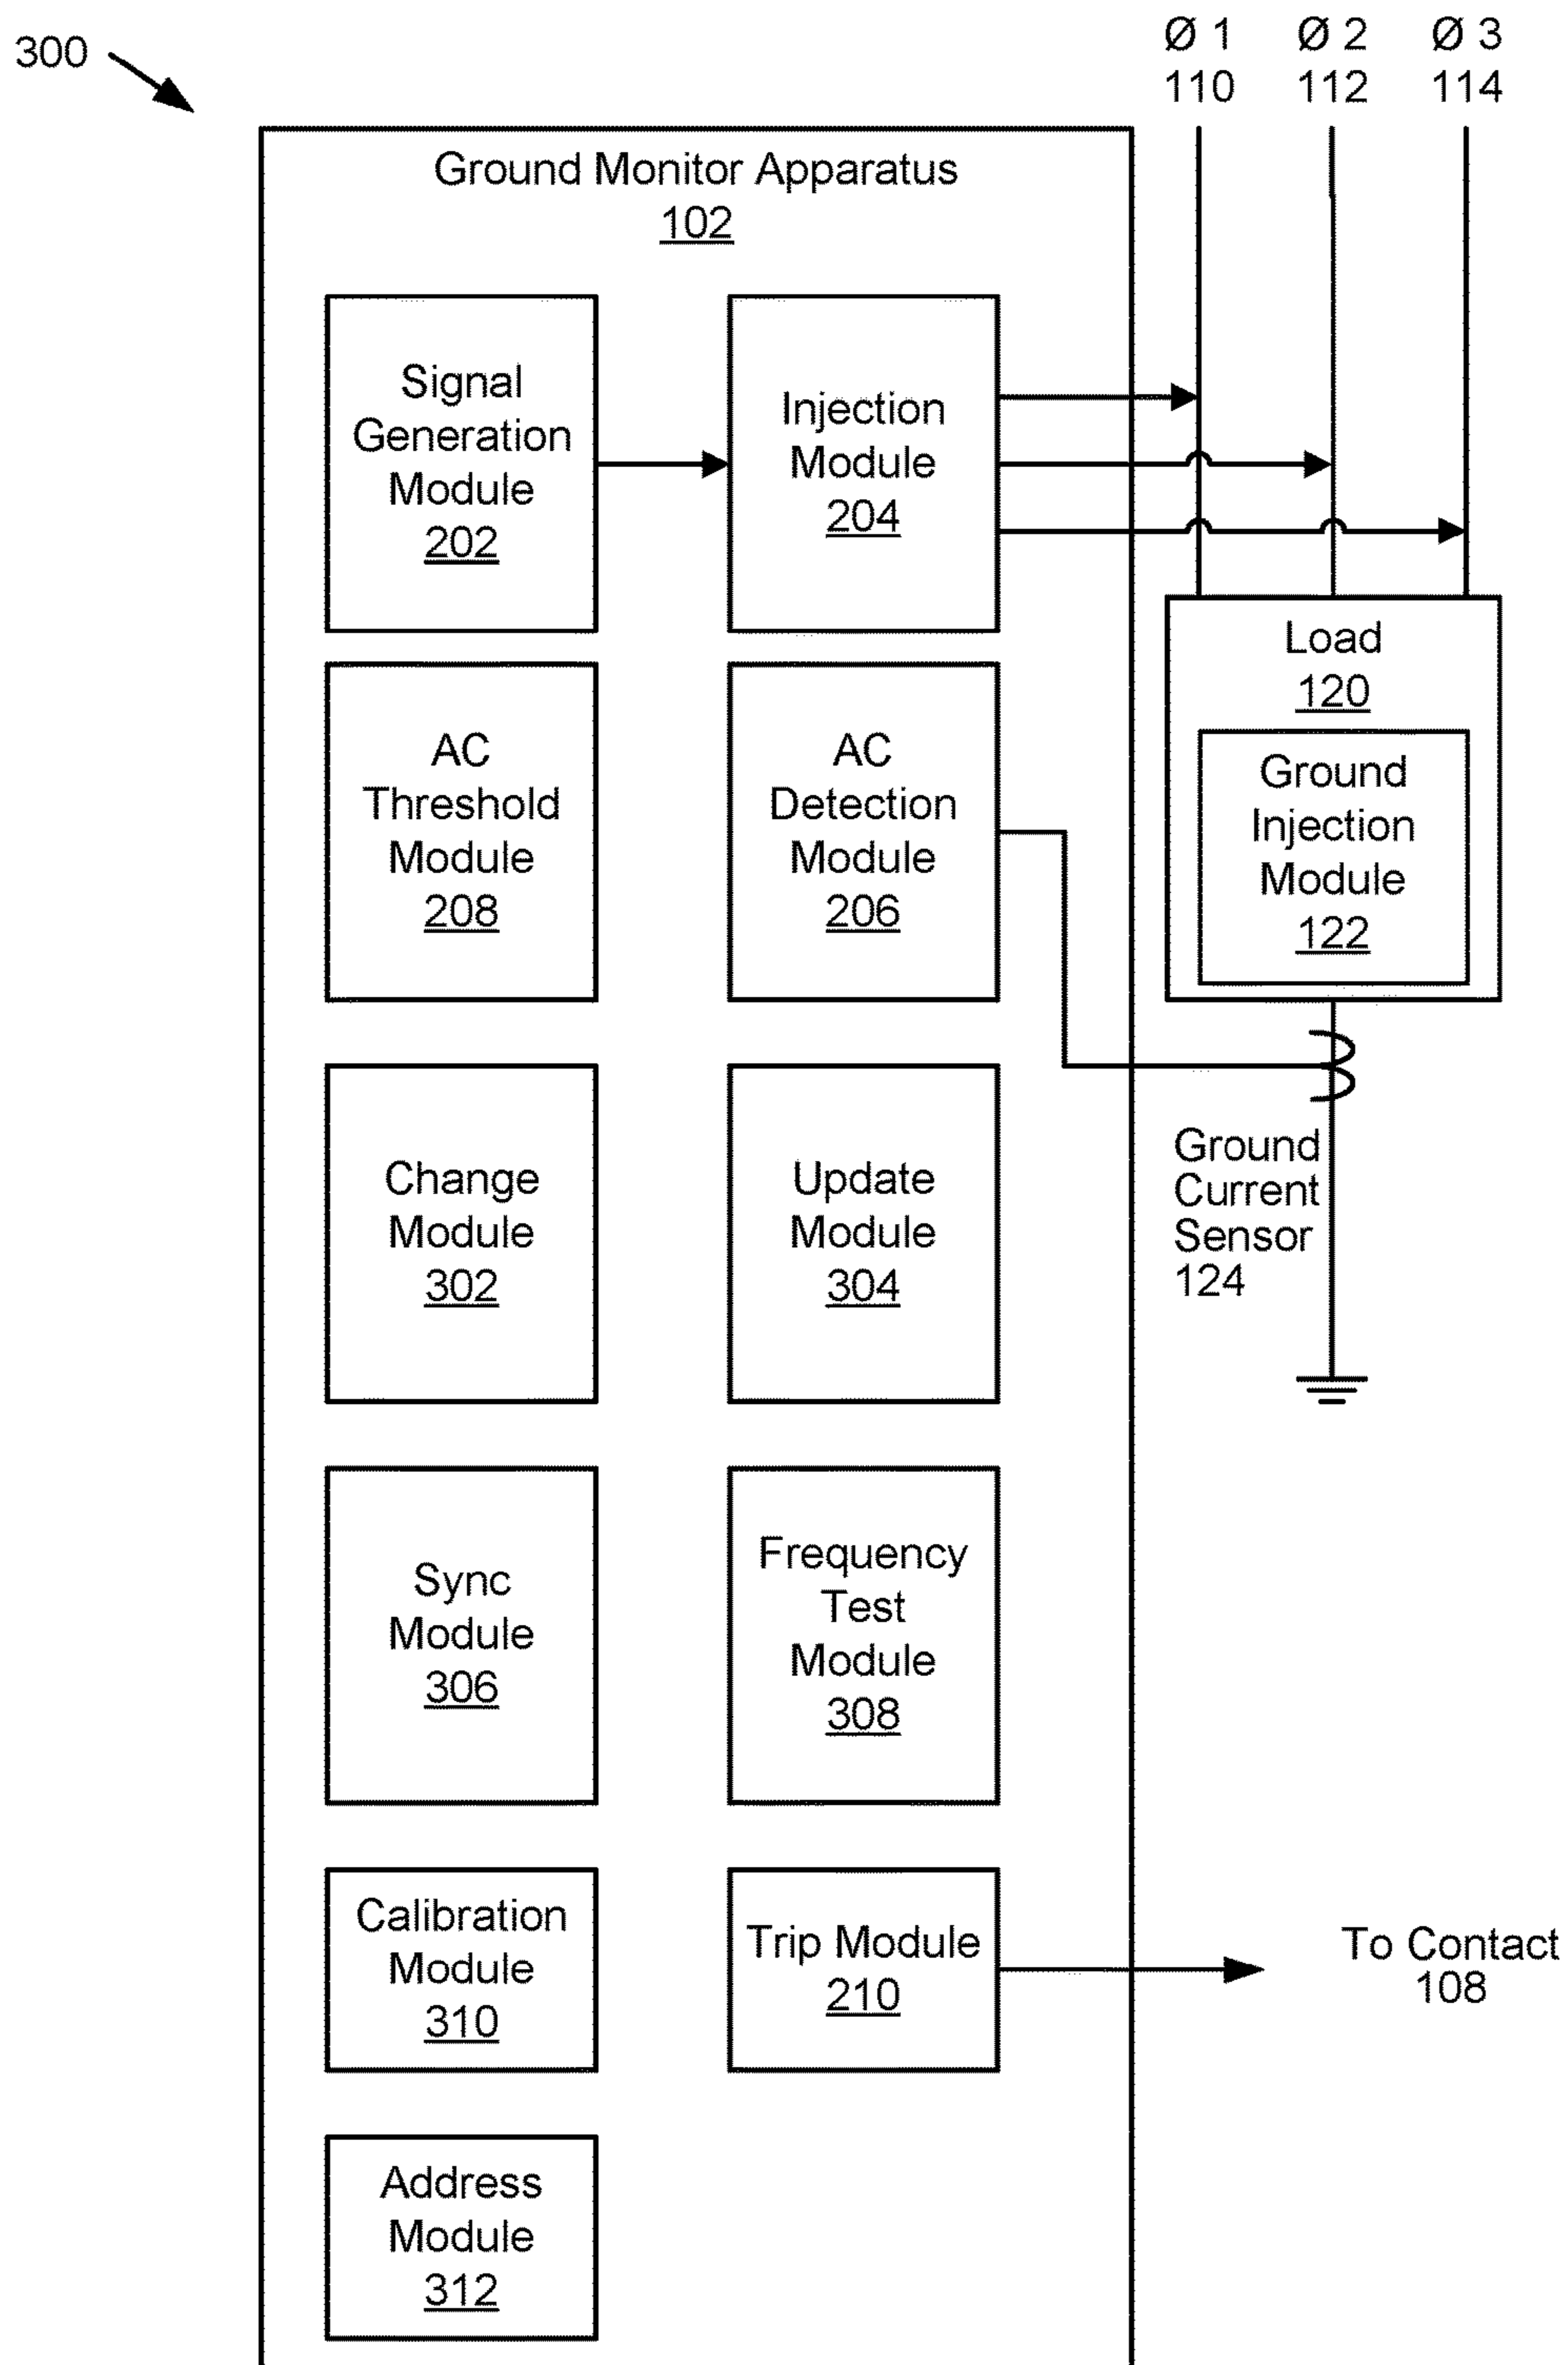 300
Ø 1
110
Ø 2
112
Ø 3
114
Ground Monitor Apparatus
102
Signal
Generation
Module
202
Injection
Module
204
Load
120
Ground
Injection
Module
122
AC
Threshold
Module
208
AC
Detection
Module
206
Ground
Current
Sensor
124
Change
Module
302
Update
Module
304
Sync
Module
306
Frequency
Test
Module
308
Calibration
Module
310
Trip Module
210
To Contact
108
Address
Module
312